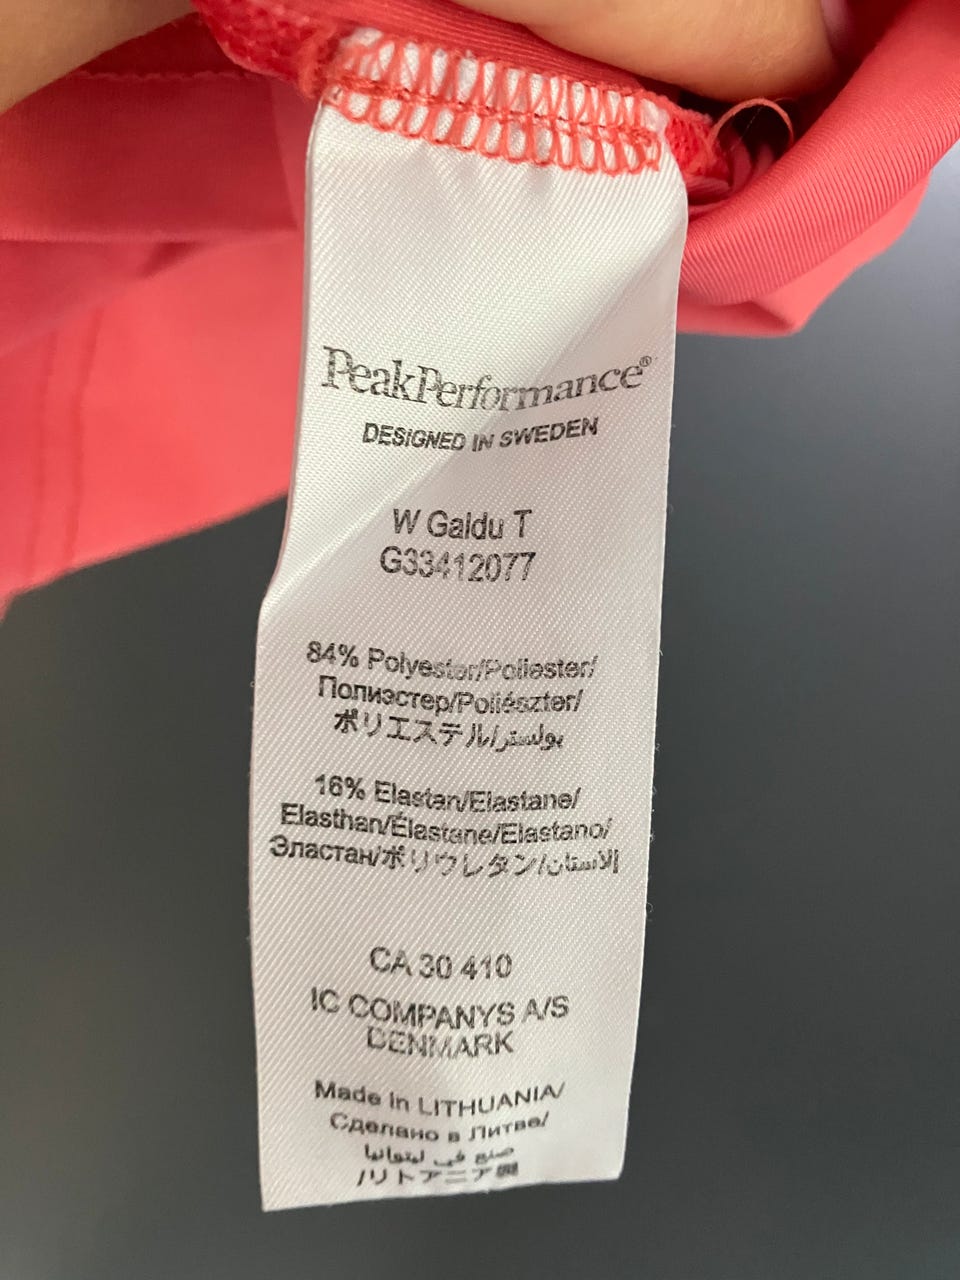 PeakPerformance®
DESIGNED IN SWEDEN
W Galdu T
G33412077
84% Polyester/Poliester/
Полиэстер/Poliészter/
ポリエステル/بولستر
16% Elastan/Elastane/
Elasthan/Élastane/Elastano/
Эластан/ポリウレタン/الاستان
CA 30 410
IC COMPANYS A/S
DENMARK
Made in LITHUANIA/
Сделано в Литве/
صنع في ليتوانيا
/リトアニア製